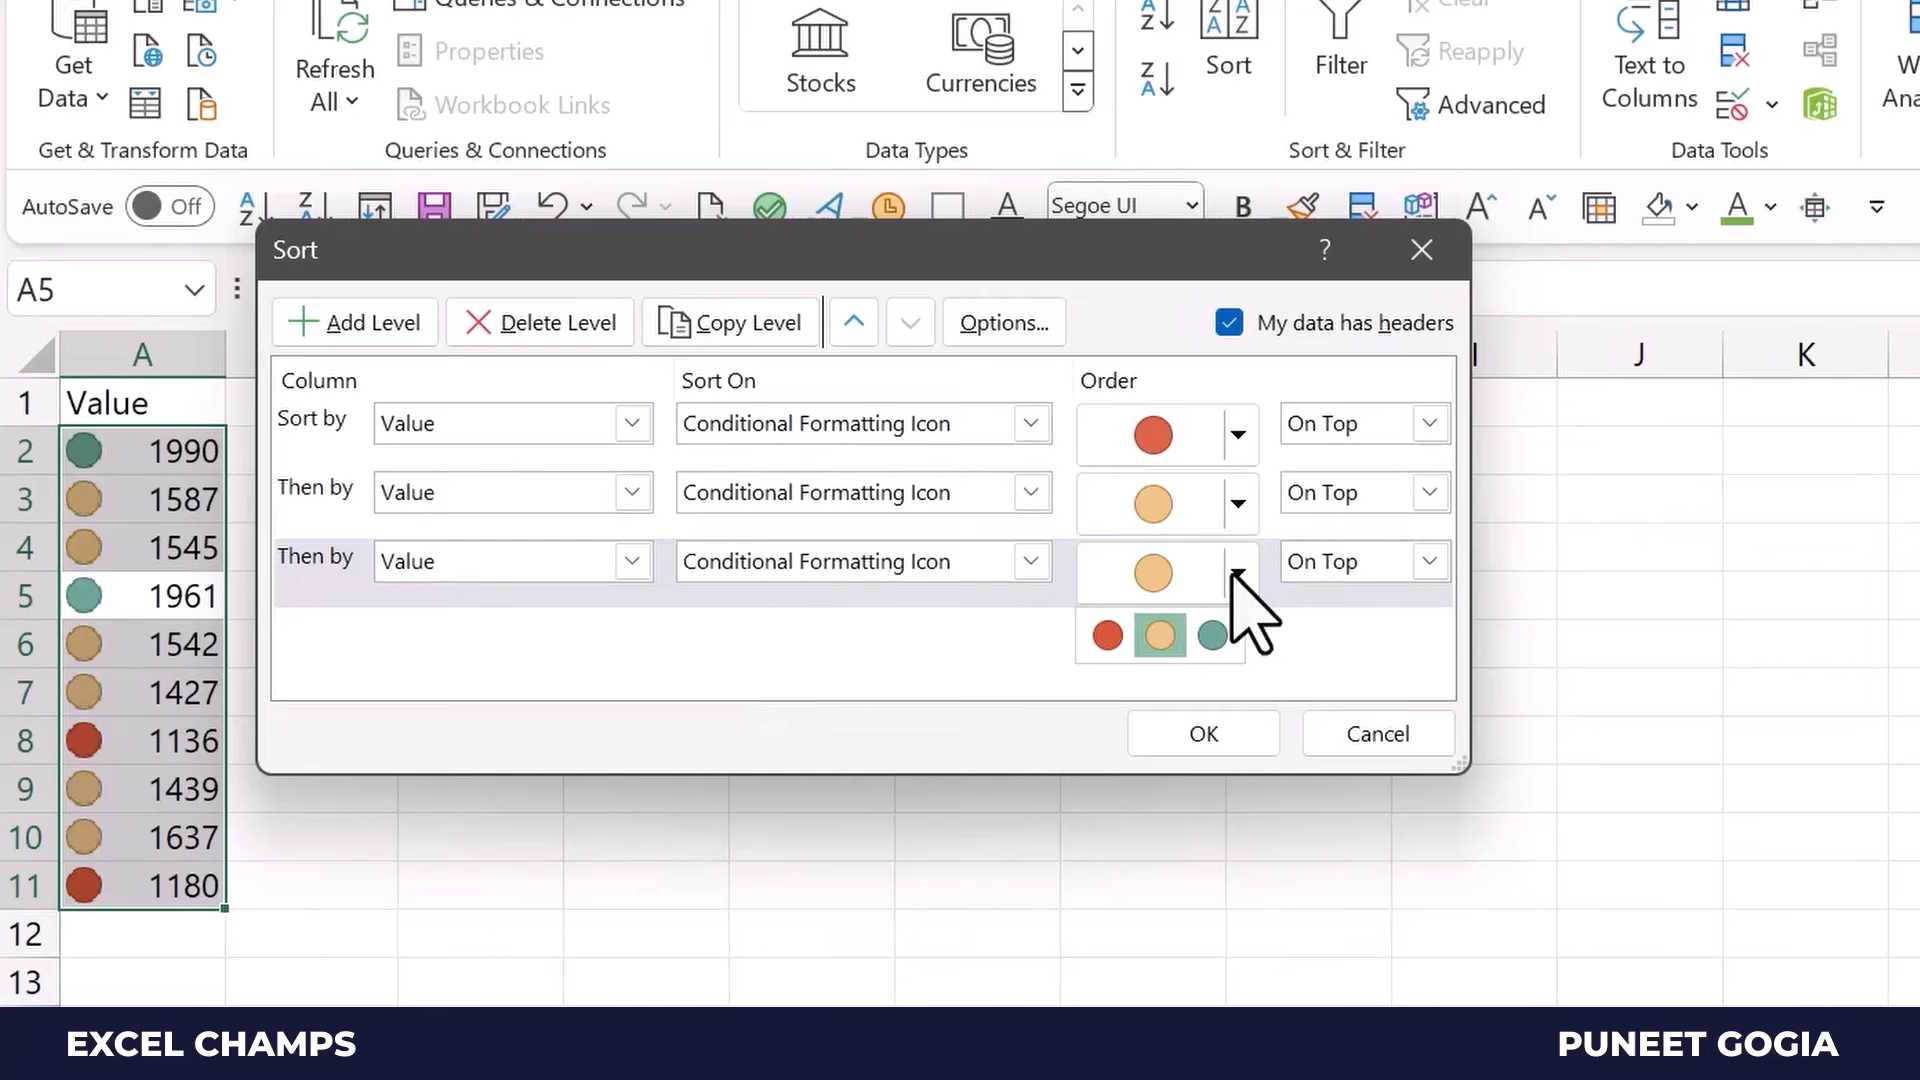 Queries & Connections
Get
Data
Refresh
All
Properties
Workbook Links
Stocks
Currencies
A
Z
Z
A
Z A
A Z
Sort
Filter
Clear
Reapply
Advanced
Text to
Columns
Get & Transform Data
Queries & Connections
Data Types
Sort & Filter
Data Tools
AutoSave
Off
A
Z
Z
A
Segoe UI
B
A
A
A
A5
Sort
?
Add Level
Delete Level
Copy Level
Options...
My data has headers
Column
Sort On
Order
Sort by
Value
Conditional Formatting Icon
On Top
Then by
Value
Conditional Formatting Icon
On Top
Then by
Value
Conditional Formatting Icon
On Top
OK
Cancel
A
J
K
1 Value
2 1990
3 1587
4 1545
5 1961
6 1542
7 1427
8 1136
9 1439
10 1637
11 1180
12
13
EXCEL CHAMPS
PUNEET GOGIA